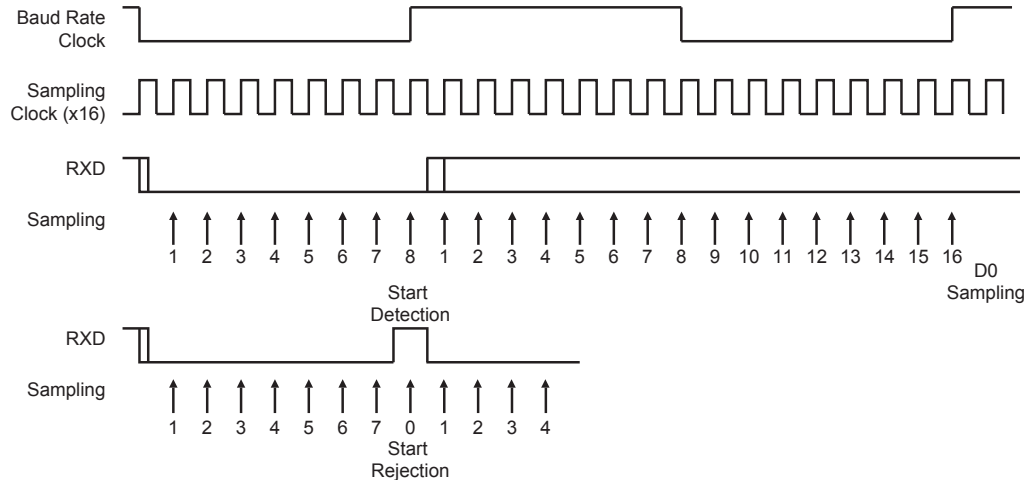 Baud Rate
Clock
Sampling
Clock (x16)
RXD
Sampling
1 2 3 4 5 6 7 8 1 2 3 4 5 6 7 8 9 10 11 12 13 14 15 16
D0
Sampling
Start
Detection
RXD
Sampling
1 2 3 4 5 6 7 0 1 2 3 4
Start
Rejection